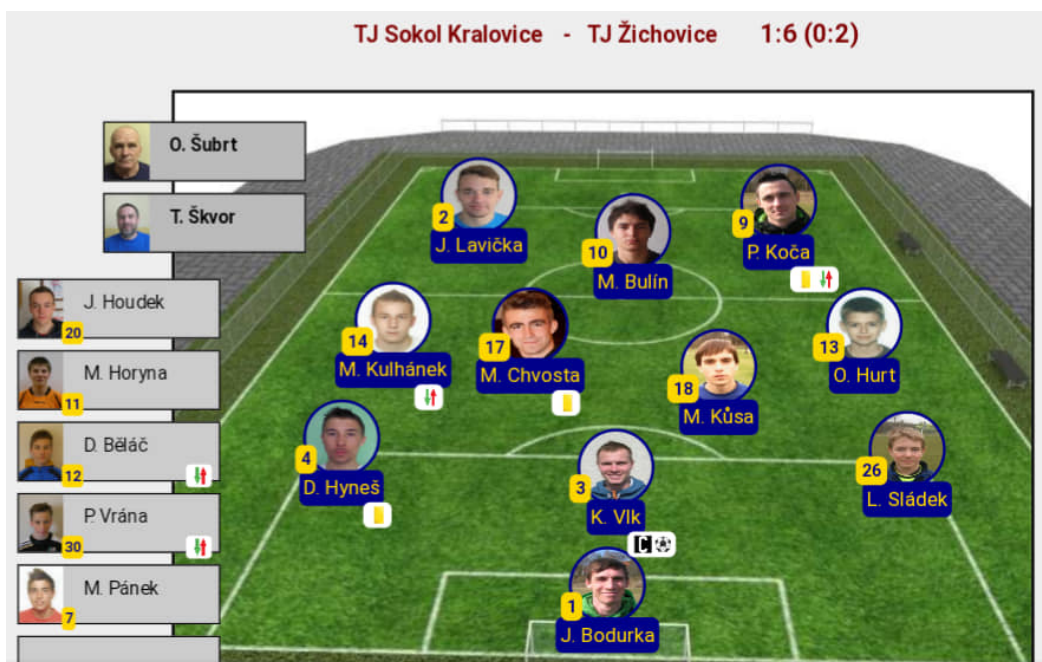 TJ Sokol Kralovice - TJ Žichovice 1:6 (0:2)
O. Šubrt
T. Škvor
J. Houdek
20
M. Horyna
11
D. Běláč
12
P. Vrána
30
M. Pánek
7
2
J. Lavička
10
M. Bulín
9
P. Koča
14
M. Kulhánek
17
M. Chvosta
18
M. Kůsa
13
O. Hurt
4
D. Hyneš
3
K. Vlk
C
26
L. Sládek
1
J. Bodurka